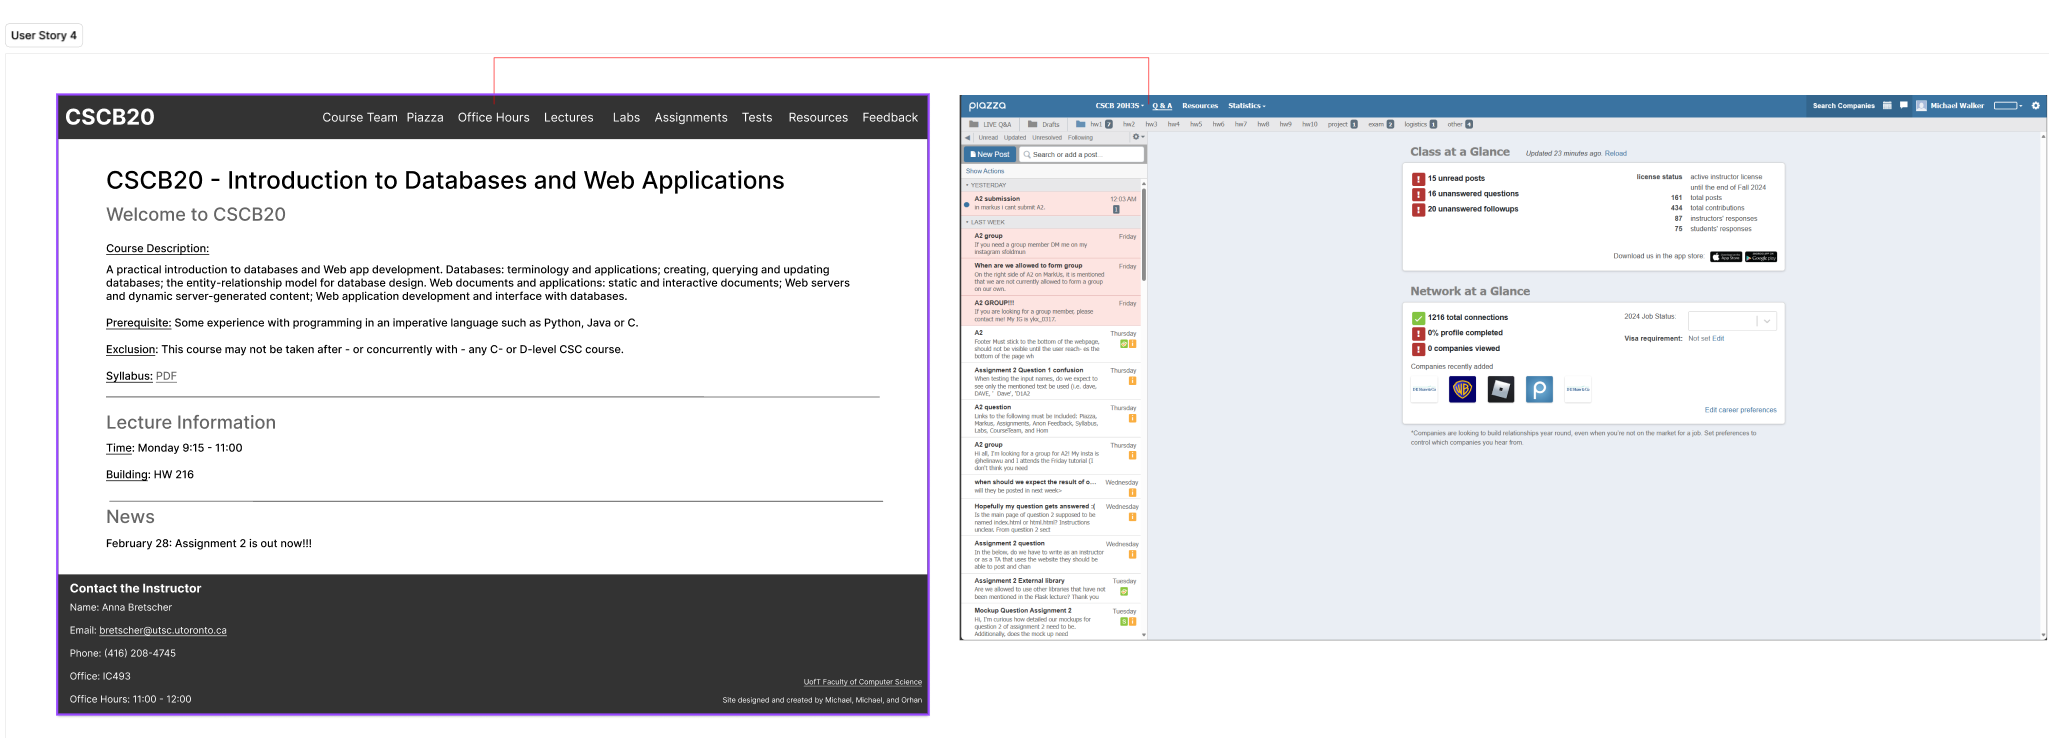 User Story 4
CSCB20
Course Team Piazza Office Hours Lectures Labs Assignments Tests Resources Feedback
CSCB20 - Introduction to Databases and Web Applications
Welcome to CSCB20
Course Description:
A practical introduction to databases and Web app development. Databases: terminology and applications; creating, querying and updating
databases; the entity-relationship model for database design. Web documents and applications: static and interactive documents; Web servers
and dynamic server-generated content; Web application development and interface with databases.
Prerequisite: Some experience with programming in an imperative language such as Python, Java or C.
Exclusion: This course may not be taken after - or concurrently with - any C- or D-level CSC course.
Syllabus: PDF
Lecture Information
Time: Monday 9:15 - 11:00
Building: HW 216
News
February 28: Assignment 2 is out now!!!
Contact the Instructor
Name: Anna Bretscher
Email: bretscher@utsc.utoronto.ca
Phone: (416) 208-4745
Office: IC493
Office Hours: 11:00 - 12:00
UofT Faculty of Computer Science
Site designed and created by Michael, Michael, and Orhan
piazza
CSCB 20H3S Q & A Resources Statistics
Search Companies Michael Walker
LIVE Q&A Drafts hw1 7 hw2 hw3 hw4 hw5 hw6 hw7 hw8 hw9 hw10 project 1 exam 2 logistics 1 other 4
Unread Updated Unresolved Following
New Post Search or add a post...
Show Actions
YESTERDAY
A2 submission 12:03 AM
in markus i cant submit A2.
LAST WEEK
A2 group Friday
If you need a group member DM me on my
instagram
When are we allowed to form group Friday
On the right side of A2 on MarkUs, it is mentioned
that we are not currently allowed to form a group
on our own.
A2 GROUP!!! Friday
If you are looking for a group member, please
contact me! My IG is ykx_0317.
A2 Thursday
Footer Must stick to the bottom of the webpage,
should not be visible until the user reach- es the
bottom of the page wh
Assignment 2 Question 1 confusion Thursday
When testing the input names, do we expect to
see only the mentioned text be used (i.e. dave,
DAVE, ' Dave', 'D1A2
A2 question Thursday
Links to the following must be included: Piazza,
Markus, Assignments, Anon Feedback, Syllabus,
Labs, CourseTeam, and Hom
A2 group Thursday
Hi all, I'm looking for a group for A2! My insta is
@helinawu and I attends the Friday tutorial (I
don't think you need
when should we expect the result of o... Wednesday
will they be posted in next week>
Hopefully my question gets answered :( Wednesday
Is the main page of question 2 supposed to be
named index.html or html.html? Instructions
unclear. From question 2 sect
Assignment 2 question Wednesday
In the below, do we have to write as an instructor
or as a TA that uses the website they should be
able to post and chan
Assignment 2 External library Tuesday
Are we allowed to use other libraries that have not
been mentioned in the Flask lecture? Thank you
Mockup Question Assignment 2 Tuesday
Hi, I'm curious how detailed our mockups for
question 2 of assignment 2 need to be.
Additionally, does the mock up need
Class at a Glance Updated 23 minutes ago. Reload
15 unread posts
16 unanswered questions
20 unanswered followups
license status active instructor license
until the end of Fall 2024
161 total posts
434 total contributions
87 instructors' responses
75 students' responses
Download us in the app store: App Store Google play
Network at a Glance
1216 total connections
0% profile completed
0 companies viewed
2024 Job Status:
Visa requirement: Not set Edit
Companies recently added
Edit career preferences
*Companies are looking to build relationships year round, even when you're not on the market for a job. Set preferences to
control which companies you hear from.